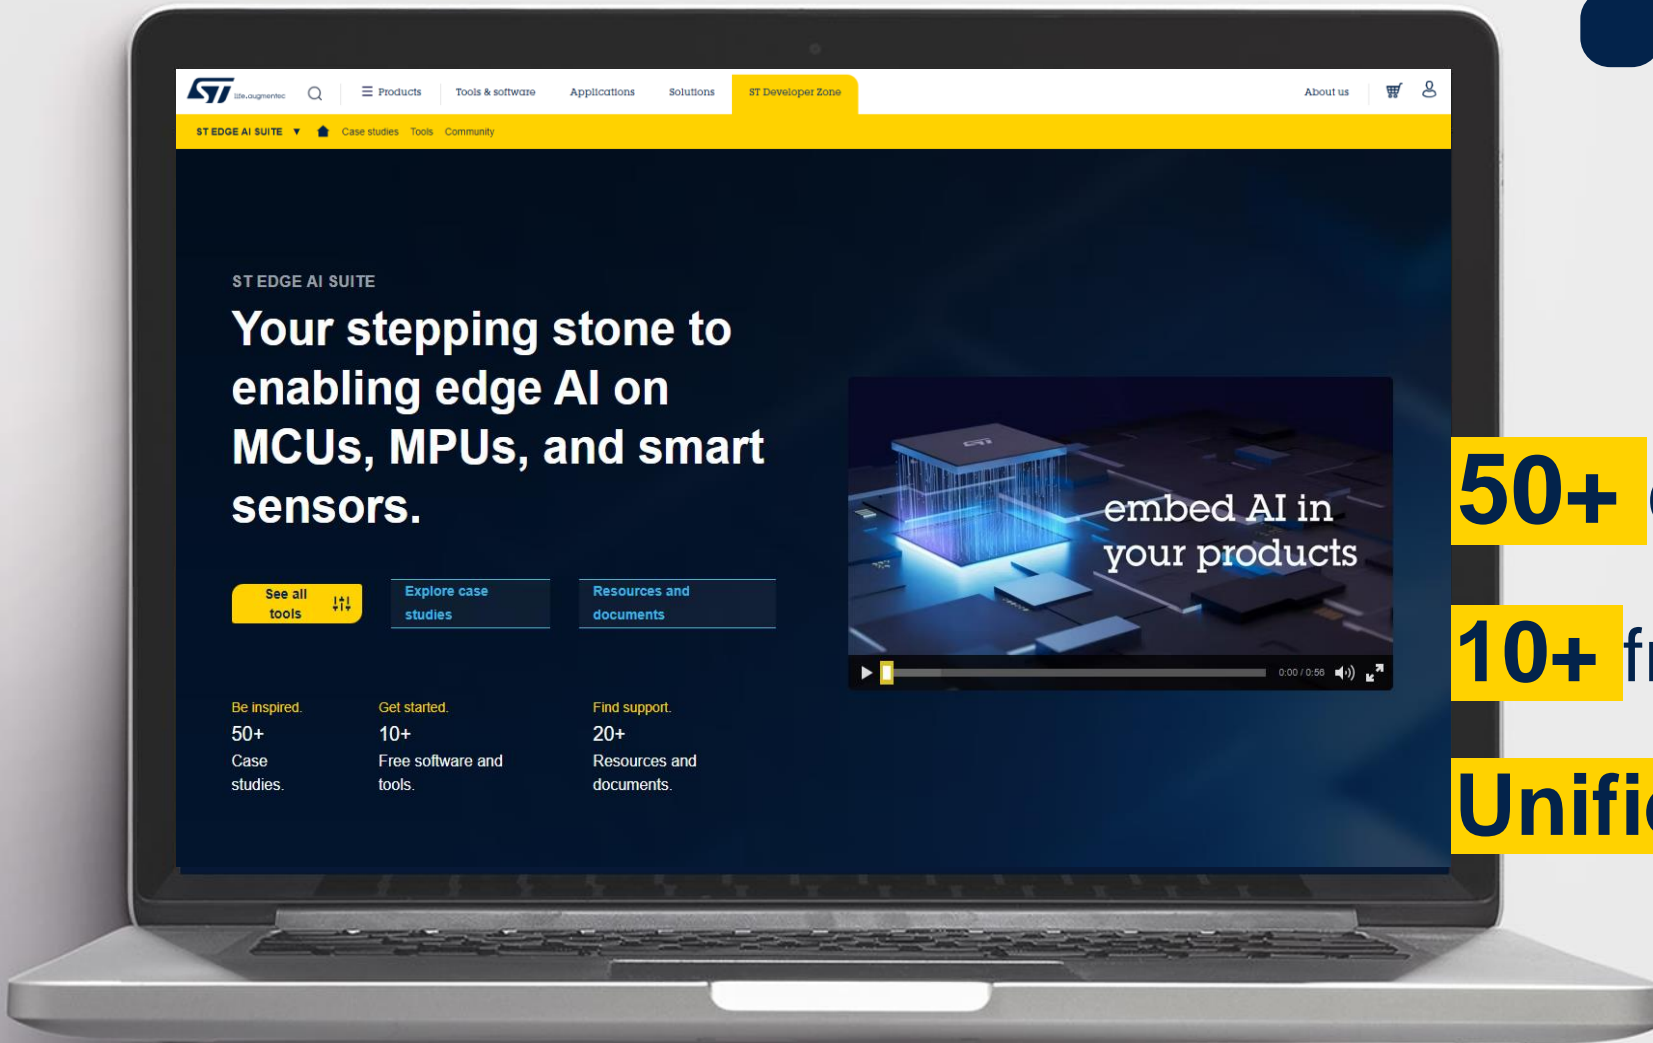 ST life.augmented Products Tools & software Applications Solutions ST Developer Zone About us
ST EDGE AI SUITE Case studies Tools Community
ST EDGE AI SUITE
Your stepping stone to
enabling edge AI on
MCUs, MPUs, and smart
sensors.
embed AI in
your products
See all
tools
Explore case
studies
Resources and
documents
0:00 / 0:56
Be inspired.
50+
Case
studies.
Get started.
10+
Free software and
tools.
Find support.
20+
Resources and
documents.
50+
10+